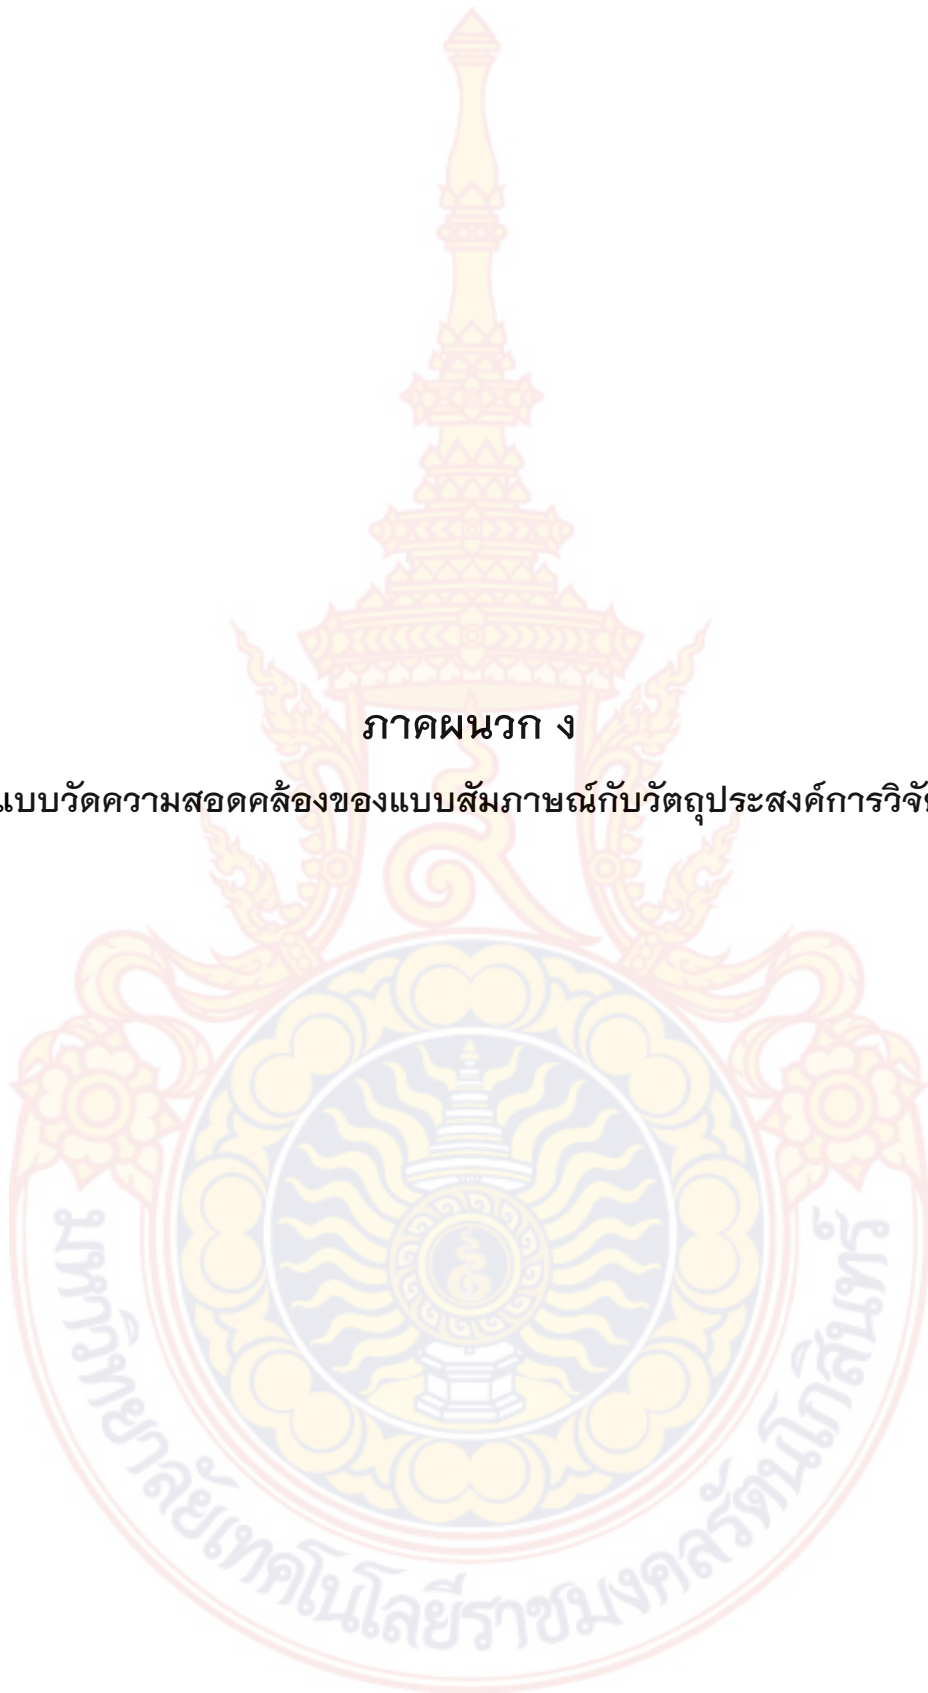 ภาคผนวก ง
แบบวัดความสอดคล้องของแบบสัมภาษณ์กับวัตถุประสงค์การวิจั
มหาวิทยาลัยเทคโนโลยีราชมงคลรัตนโกสินทร์